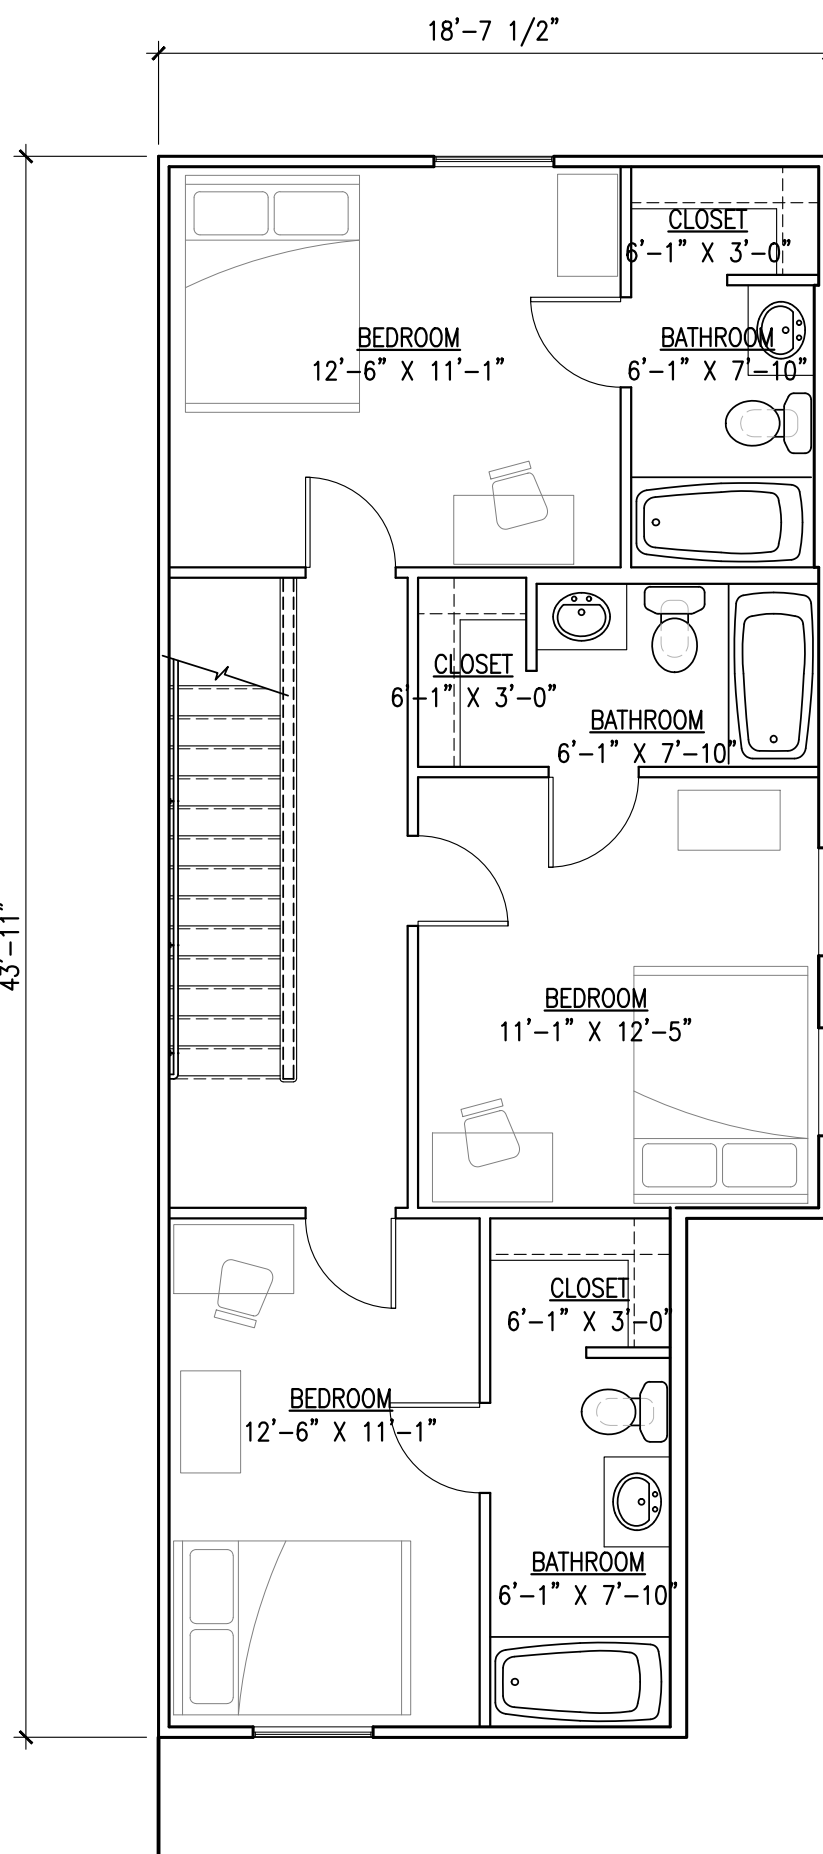 18'-7 1/2"
CLOSET
6'-1" X 3'-0"
BEDROOM
12'-6" X 11'-1"
BATHROOM
6'-1" X 7'-10"
CLOSET
6'-1" X 3'-0"
BATHROOM
6'-1" X 7'-10"
43'-11"
BEDROOM
11'-1" X 12'-5"
CLOSET
6'-1" X 3'-0"
BEDROOM
12'-6" X 11'-1"
BATHROOM
6'-1" X 7'-10"